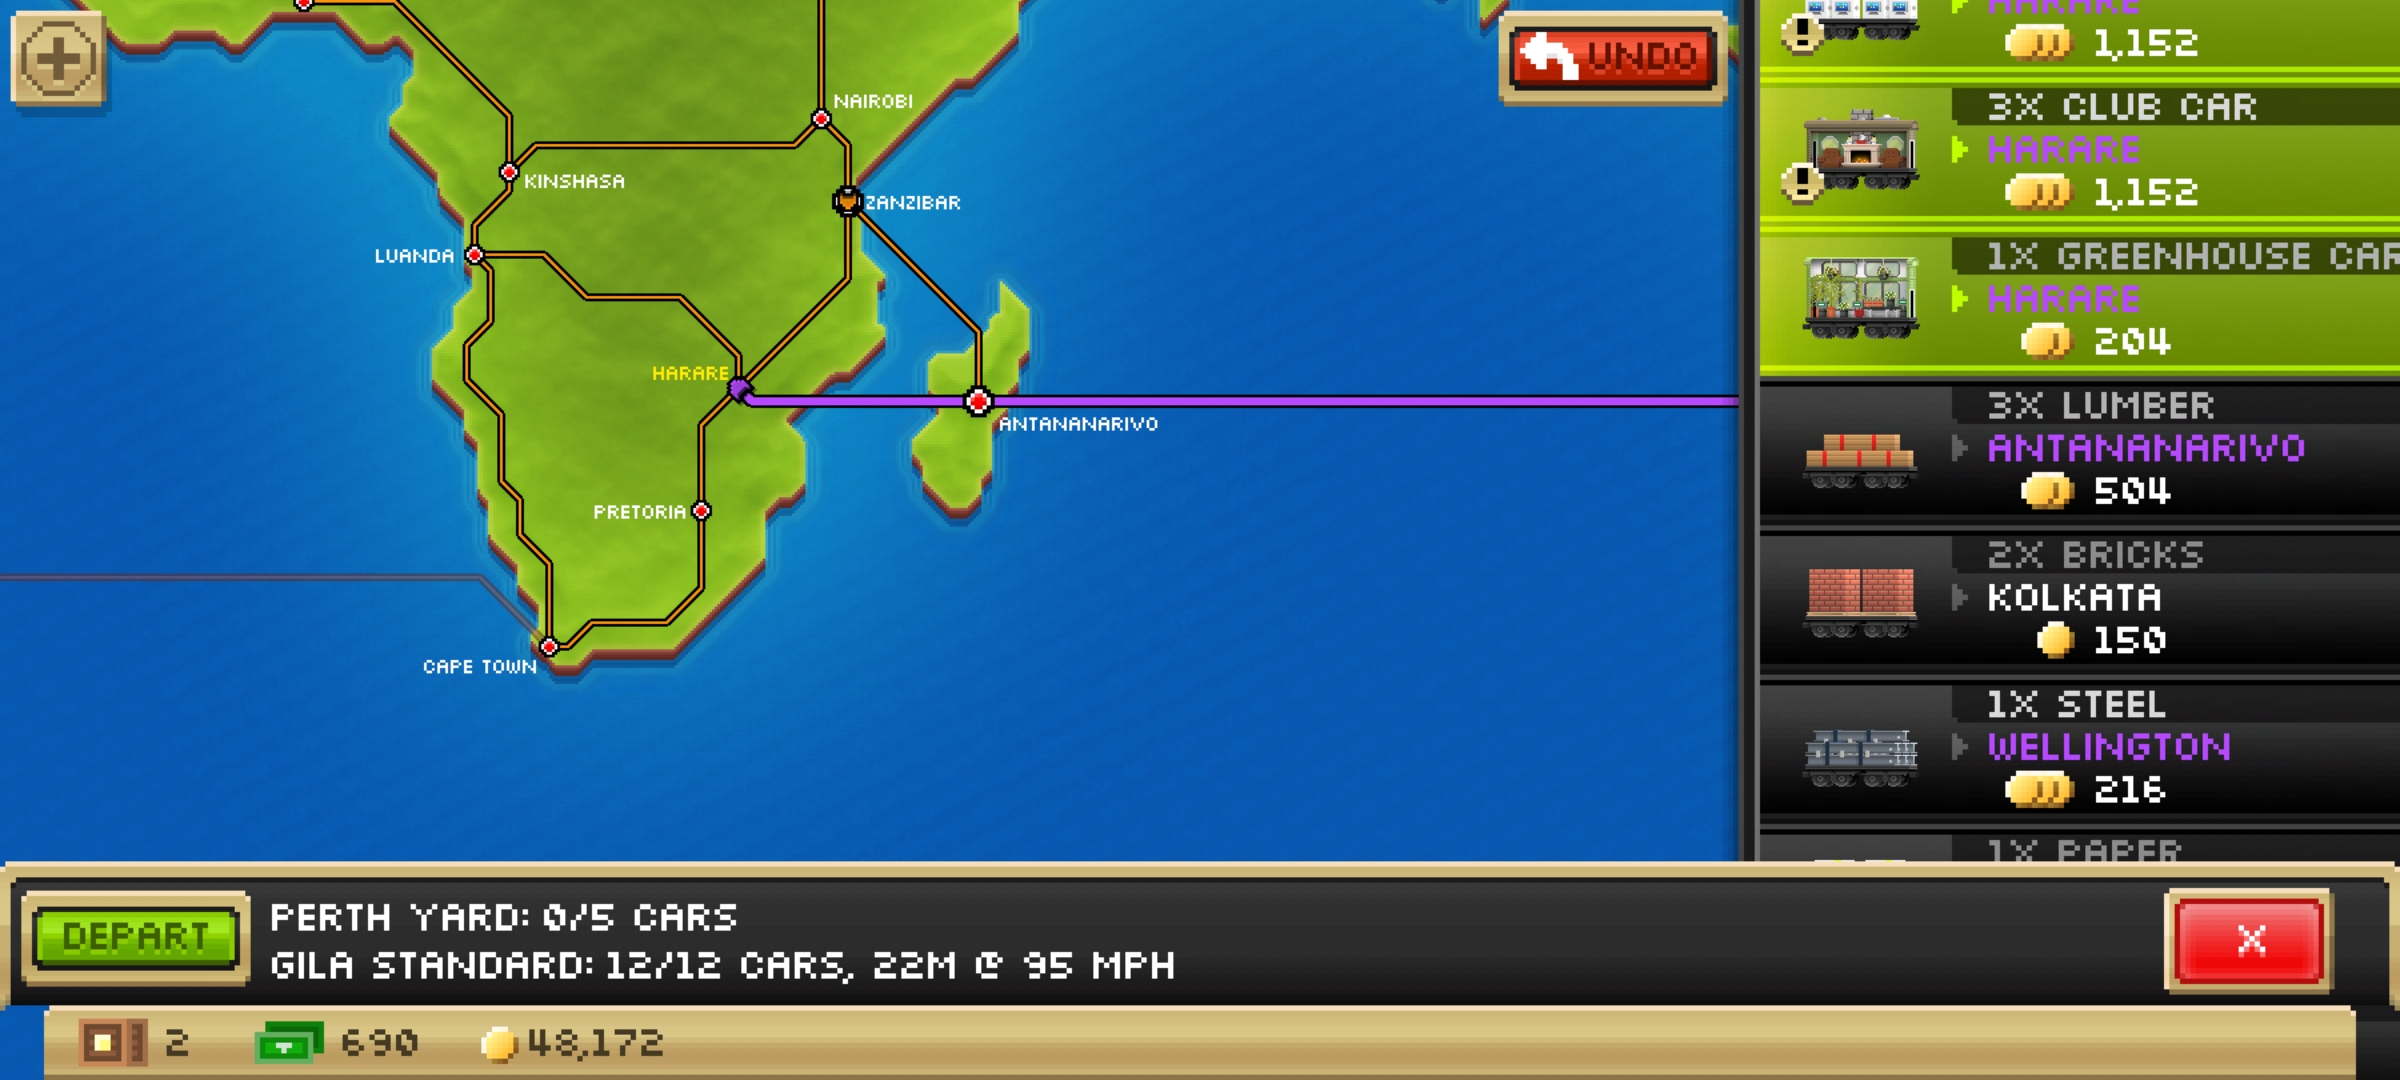 UNDO
NAIROBI
KINSHASA
ZANZIBAR
LUANDA
HARARE
ANTANANARIVO
PRETORIA
CAPE TOWN
HARARE
1,152
3X CLUB CAR
HARARE
1,152
1X GREENHOUSE CAR
HARARE
204
3X LUMBER
ANTANANARIVO
504
2X BRICKS
KOLKATA
150
1X STEEL
WELLINGTON
216
1X PAPER
DEPART
PERTH YARD: 0/5 CARS
GILA STANDARD: 12/12 CARS, 22M @ 95 MPH
X
2
690
48,172